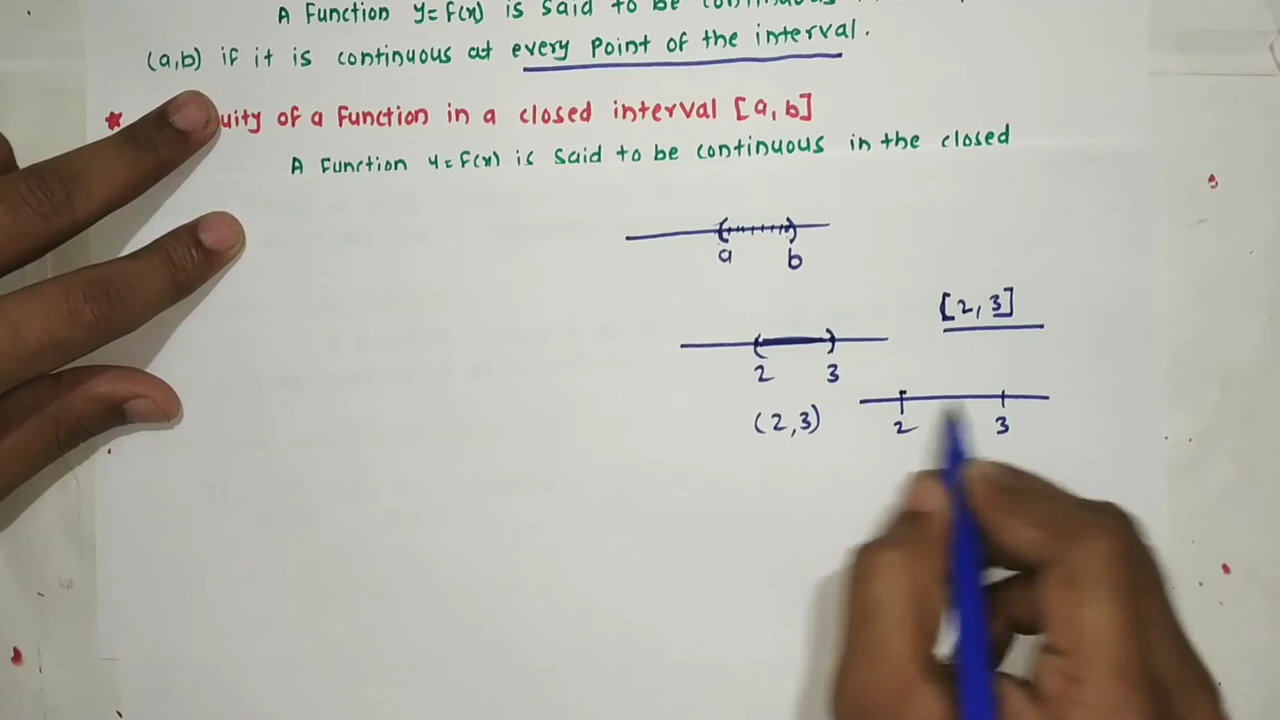 A Function y=F(x) is said to be
(a,b) if it is continuous at every point of the interval.
uity of a Function in a closed interval [a, b]
A Function y=F(x) is said to be continuous in the closed
a b
[2, 3]
2 3
(2,3)
2 3